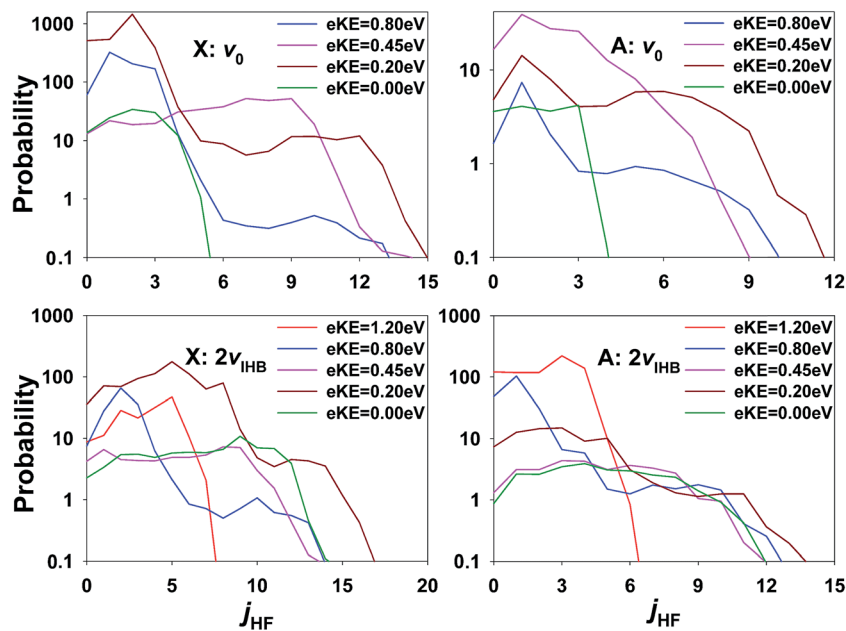 X: v0
eKE=0.80eV
eKE=0.45eV
eKE=0.20eV
eKE=0.00eV
Probability
1000
100
10
1
0.1
0 3 6 9 12 15
A: v0
eKE=0.80eV
eKE=0.45eV
eKE=0.20eV
eKE=0.00eV
10
1
0.1
0 3 6 9 12
X: 2vIHB
eKE=1.20eV
eKE=0.80eV
eKE=0.45eV
eKE=0.20eV
eKE=0.00eV
Probability
1000
100
10
1
0.1
0 5 10 15 20
jHF
A: 2vIHB
eKE=1.20eV
eKE=0.80eV
eKE=0.45eV
eKE=0.20eV
eKE=0.00eV
1000
100
10
1
0.1
0 3 6 9 12 15
jHF